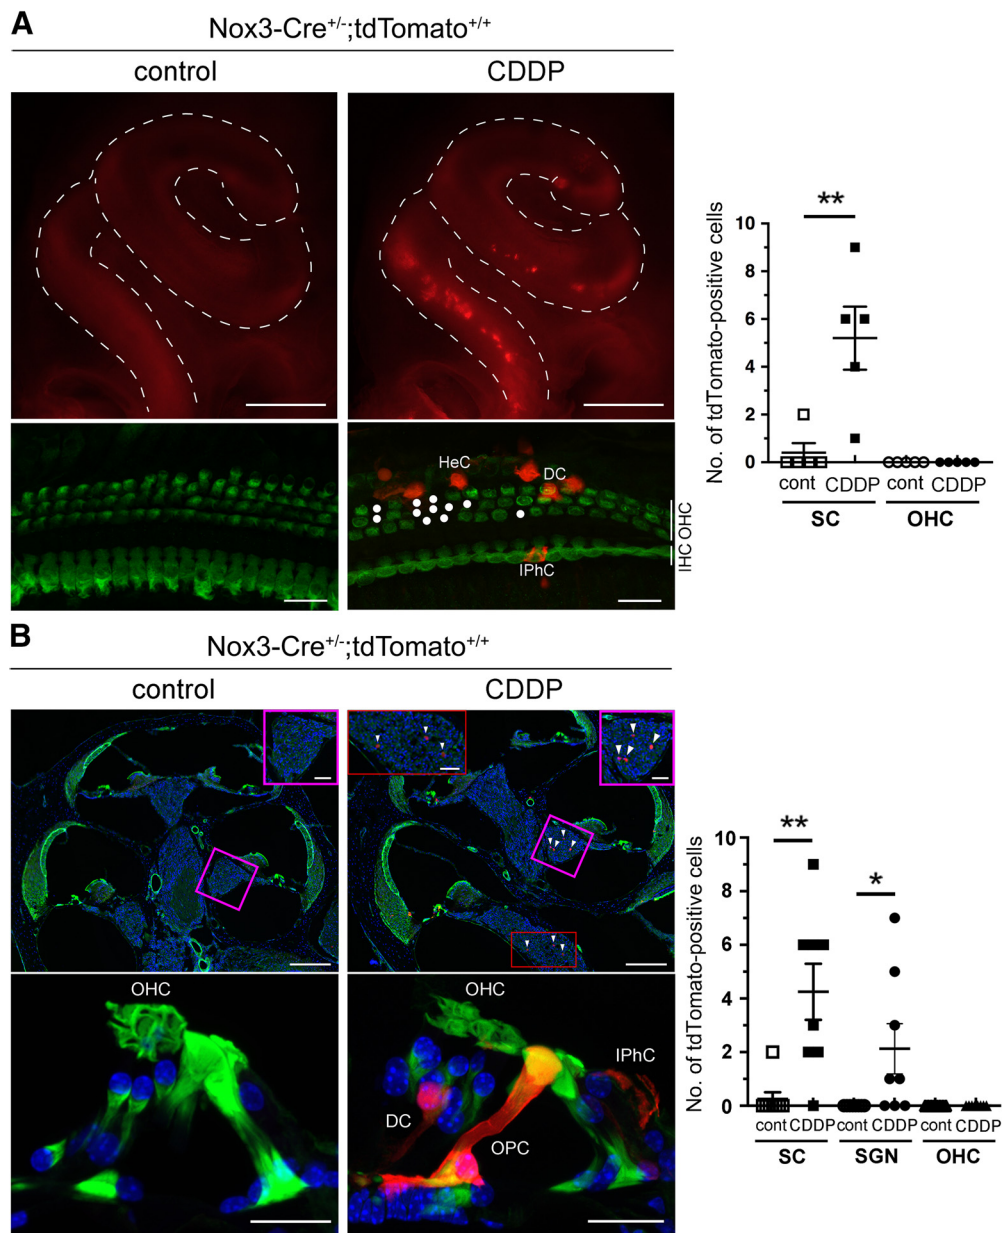 A
Nox3-Cre+/-;tdTomato+/+
control
CDDP
HeC
DC
IPhC
IHC OHC
No. of tdTomato-positive cells
10
8
6
4
2
0
**
cont CDDP cont CDDP
SC OHC
B
Nox3-Cre+/-;tdTomato+/+
control
CDDP
OHC
OHC
IPhC
DC
OPC
No. of tdTomato-positive cells
10
8
6
4
2
0
**
*
cont CDDP cont CDDP cont CDDP
SC SGN OHC